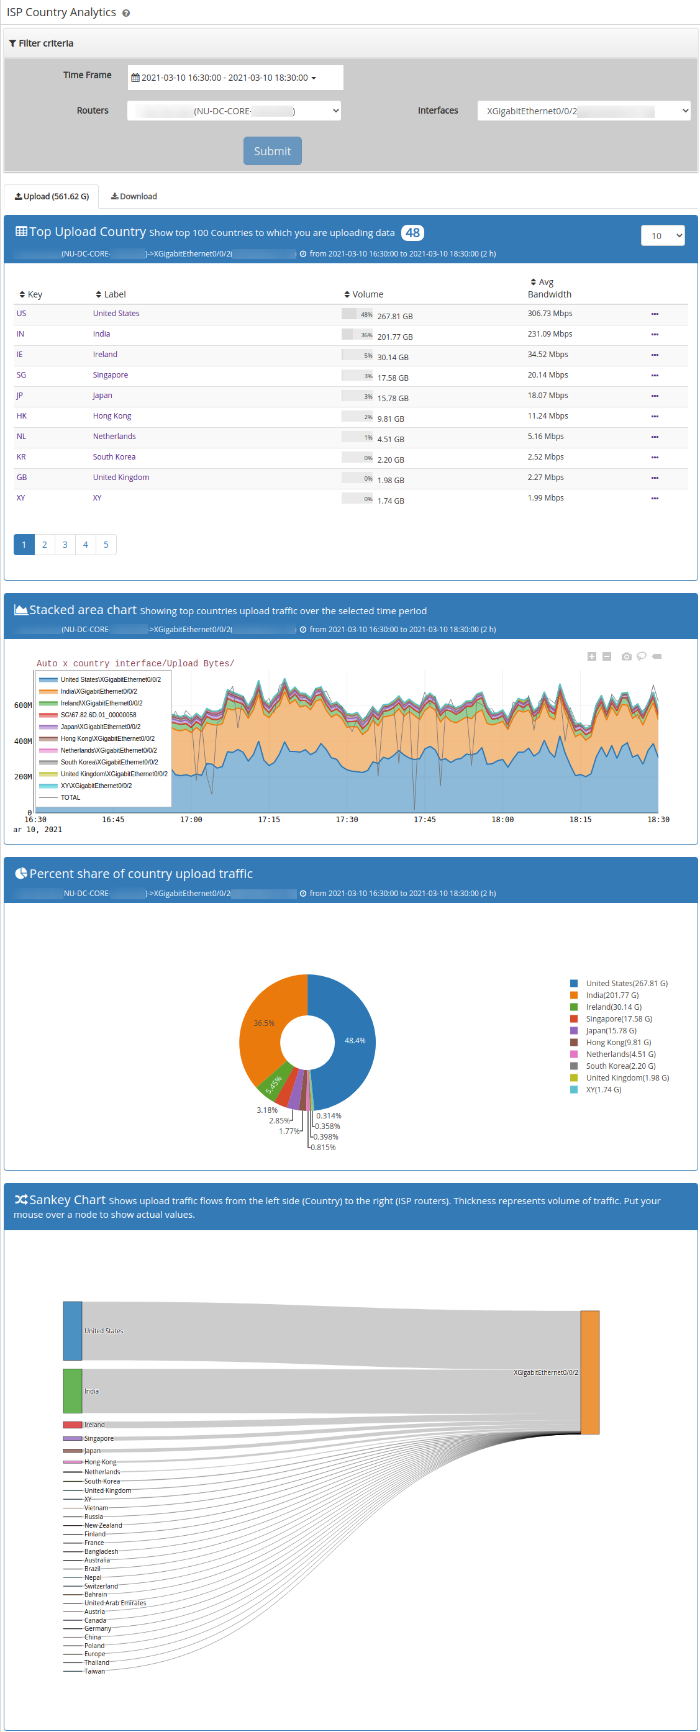 ISP Country Analytics
Filter criteria
Time Frame 2021-03-10 16:30:00 - 2021-03-10 18:30:00
Routers (NU-DC-CORE- ) Interfaces XGigabitEthernet0/0/2
Submit
Upload (561.62 G) Download
Top Upload Country Show top 100 Countries to which you are uploading data 48 10
(NU-DC-CORE- )->XGigabitEthernet0/0/2( from 2021-03-10 16:30:00 to 2021-03-10 18:30:00 (2 h)
Key Label Volume Avg Bandwidth
US United States 48% 267.81 GB 306.73 Mbps
IN India 36% 201.77 GB 231.09 Mbps
IE Ireland 5% 30.14 GB 34.52 Mbps
SG Singapore 3% 17.58 GB 20.14 Mbps
JP Japan 3% 15.78 GB 18.07 Mbps
HK Hong Kong 2% 9.81 GB 11.24 Mbps
NL Netherlands 1% 4.51 GB 5.16 Mbps
KR South Korea 0% 2.20 GB 2.52 Mbps
GB United Kingdom 0% 1.98 GB 2.27 Mbps
XY XY 0% 1.74 GB 1.99 Mbps
1 2 3 4 5
Stacked area chart Showing top countries upload traffic over the selected time period
(NU-DC-CORE- )->XGigabitEthernet0/0/2( from 2021-03-10 16:30:00 to 2021-03-10 18:30:00 (2 h)
Auto x country interface/Upload Bytes/
United States\XGigabitEthernet0/0/2
India\XGigabitEthernet0/0/2
Ireland\XGigabitEthernet0/0/2
SG\67.82.6D.01_00000058
Japan\XGigabitEthernet0/0/2
Hong Kong\XGigabitEthernet0/0/2
Netherlands\XGigabitEthernet0/0/2
South Korea\XGigabitEthernet0/0/2
United Kingdom\XGigabitEthernet0/0/2
XY\XGigabitEthernet0/0/2
TOTAL
600M
400M
200M
0
16:30 16:45 17:00 17:15 17:30 17:45 18:00 18:15 18:30
ar 10, 2021
Percent share of country upload traffic
NU-DC-CORE- )->XGigabitEthernet0/0/2 from 2021-03-10 16:30:00 to 2021-03-10 18:30:00 (2 h)
48.4%
36.5%
5.45%
3.18%
2.85%
1.77%
0.314%
0.358%
0.398%
0.815%
United States(267.81 G)
India(201.77 G)
Ireland(30.14 G)
Singapore(17.58 G)
Japan(15.78 G)
Hong Kong(9.81 G)
Netherlands(4.51 G)
South Korea(2.20 G)
United Kingdom(1.98 G)
XY(1.74 G)
Sankey Chart Shows upload traffic flows from the left side (Country) to the right (ISP routers). Thickness represents volume of traffic. Put your
mouse over a node to show actual values.
United States
XGigabitEthernet0/0/2
India
Ireland
Singapore
Japan
Hong Kong
Netherlands
South Korea
United Kingdom
XY
Vietnam
Russia
New Zealand
Finland
France
Bangladesh
Australia
Brazil
Nepal
Switzerland
Bahrain
United Arab Emirates
Austria
Canada
Germany
China
Poland
Europe
Thailand
Taiwan